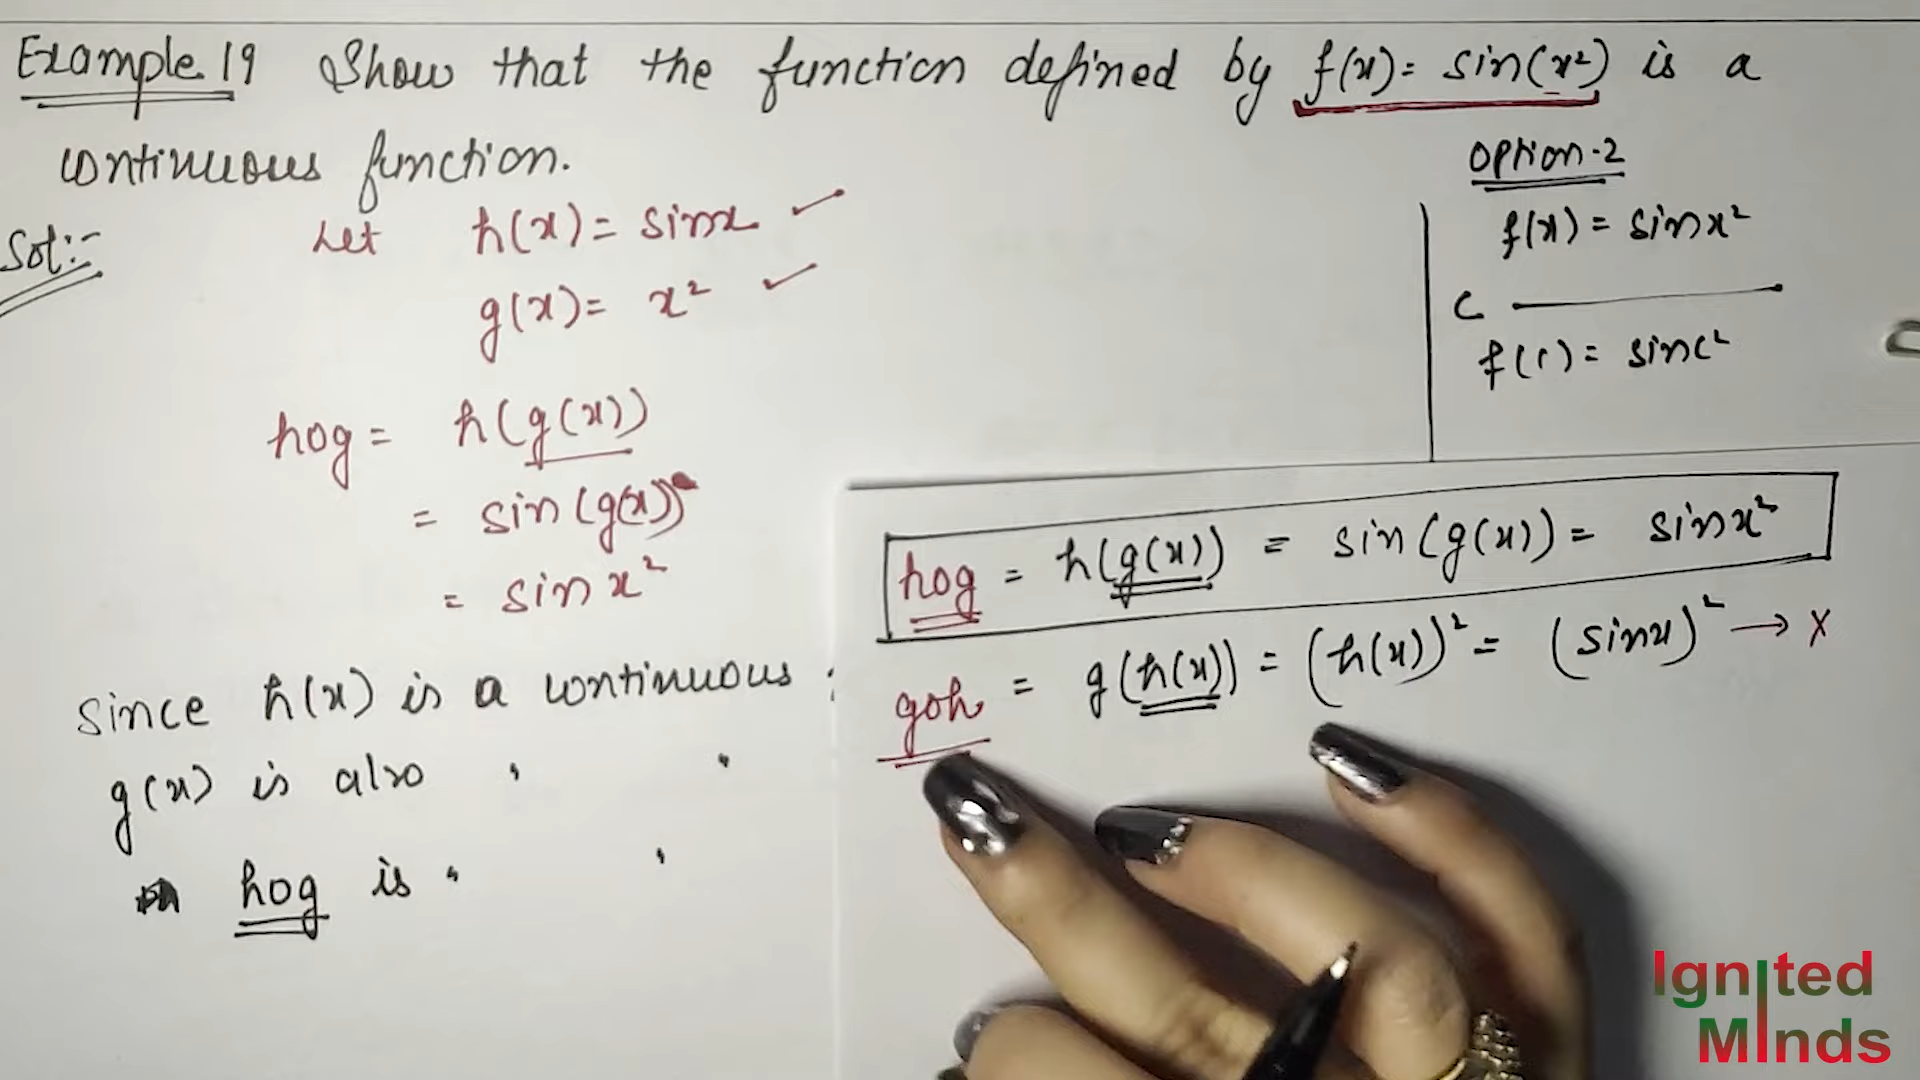 Example.19 Show that the function defined by f(x)= sin(x²) is a
continuous function.
Sol:-
Let h(x)= sinx
g(x)= x²
hog = h(g(x))
= sin(g(x))
= sin x²
since h(x) is a continuous
g(x) is also " "
hog is " "
Option-2
f(x) = sinx²
c
f(c) = sinc²
hog = h(g(x)) = sin(g(x)) = sinx²
goh = g(h(x)) = (h(x))² = (sinx)² → X
Ignited
Minds